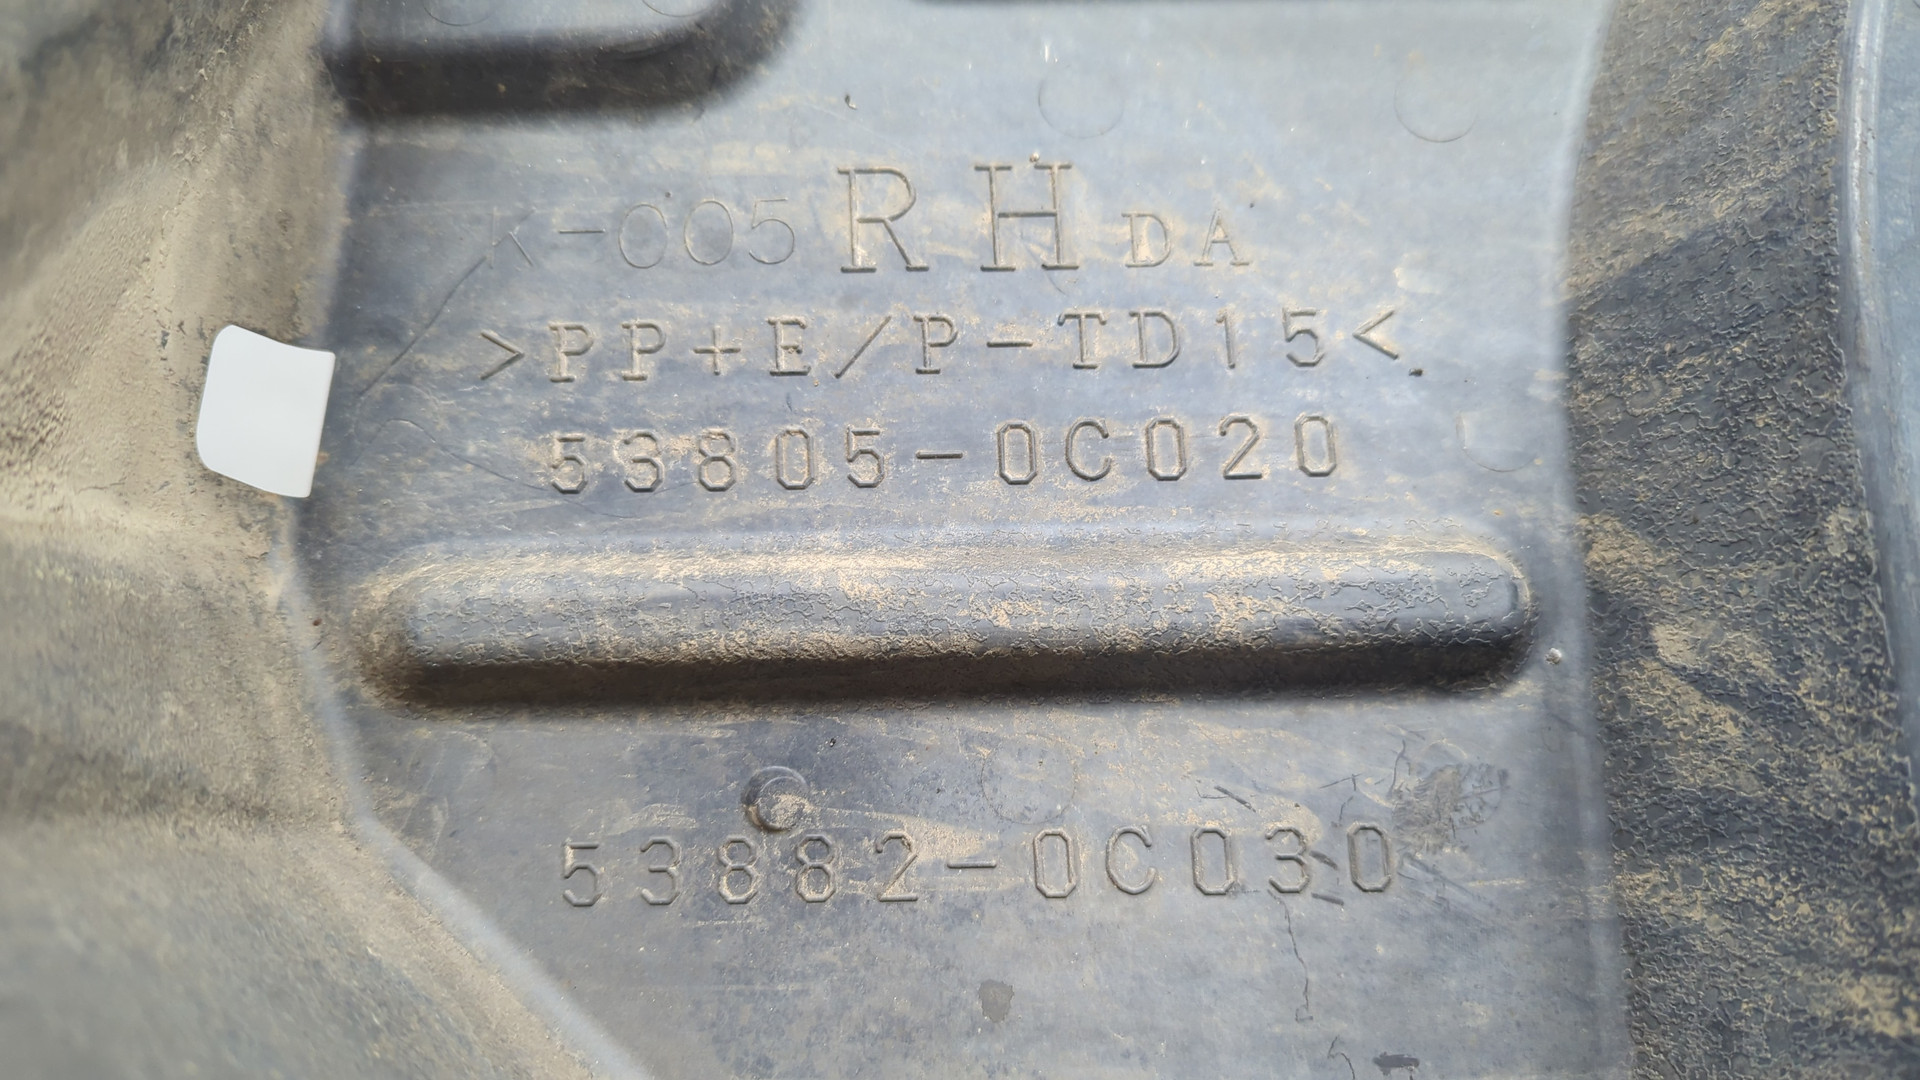 K-005 RH DA
>PP+E/P-TD15<
53805-0C020
53882-0C030